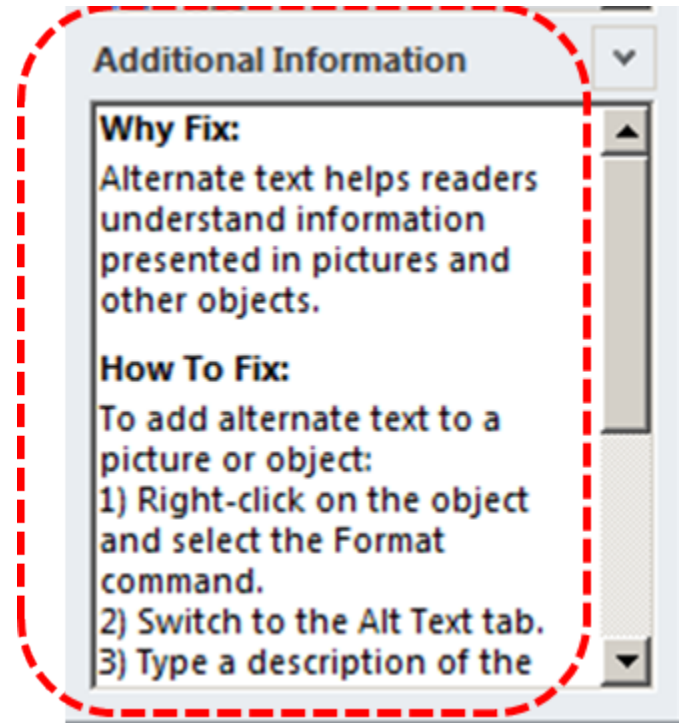 Additional Information
Why Fix:
Alternate text helps readers
understand information
presented in pictures and
other objects.
How To Fix:
To add alternate text to a
picture or object:
1) Right-click on the object
and select the Format
command.
2) Switch to the Alt Text tab.
3) Type a description of the